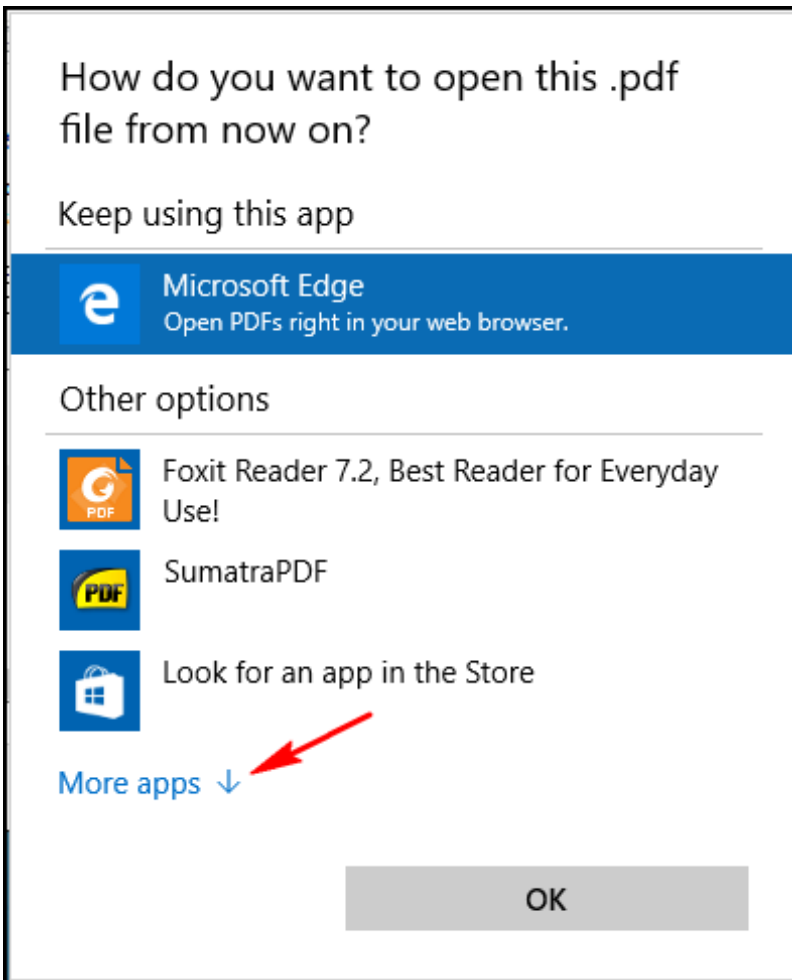 How do you want to open this .pdf
file from now on?
Keep using this app
Microsoft Edge
Open PDFs right in your web browser.
Other options
Foxit Reader 7.2, Best Reader for Everyday
Use!
PDF
SumatraPDF
PDF
Look for an app in the Store
More apps ↓
OK